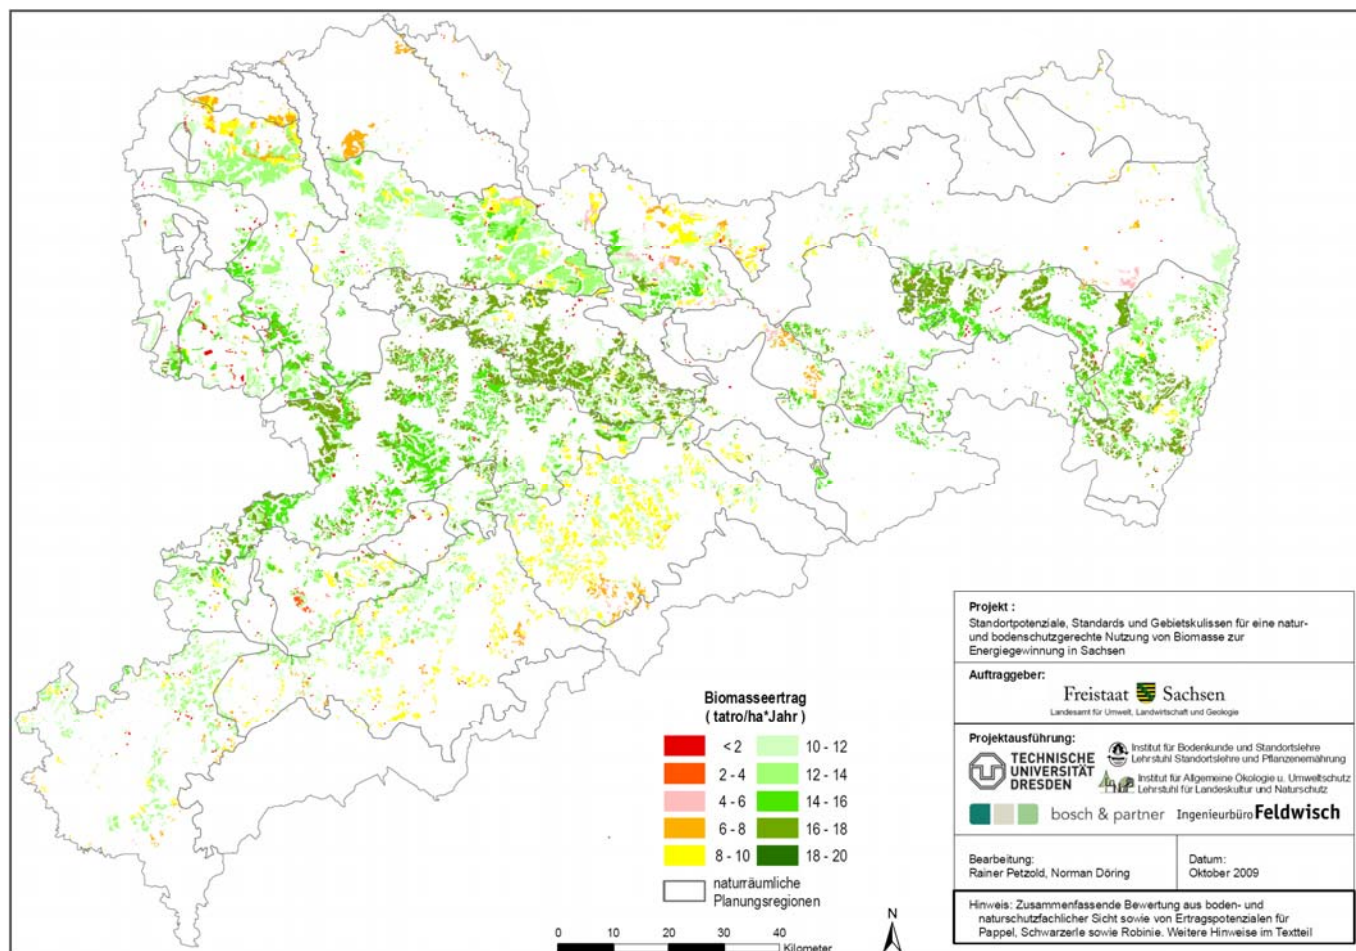 Biomasseertrag
( tatro/ha*Jahr )
< 2
10 - 12
2 - 4
12 - 14
4 - 6
14 - 16
6 - 8
16 - 18
8 - 10
18 - 20
naturräumliche
Planungsregionen
0 10 20 40
Kilometer
N
Projekt :
Standortpotenziale, Standards und Gebietskulissen für eine natur-
und bodenschutzgerechte Nutzung von Biomasse zur
Energiegewinnung in Sachsen
Auftraggeber:
Freistaat Sachsen
Landesamt für Umwelt, Landwirtschaft und Geologie
Projektausführung:
TECHNISCHE
UNIVERSITÄT
DRESDEN
Institut für Bodenkunde und Standortslehre
Lehrstuhl Standortslehre und Pflanzenernährung
Institut für Allgemeine Ökologie u. Umweltschutz
Lehrstuhl für Landeskultur und Naturschutz
bosch & partner
Ingenieurbüro Feldwisch
Bearbeitung:
Rainer Petzold, Norman Döring
Datum:
Oktober 2009
Hinweis: Zusammenfassende Bewertung aus boden- und
naturschutzfachlicher Sicht sowie von Ertragspotenzialen für
Pappel, Schwarzerle sowie Robinie. Weitere Hinweise im Textteil